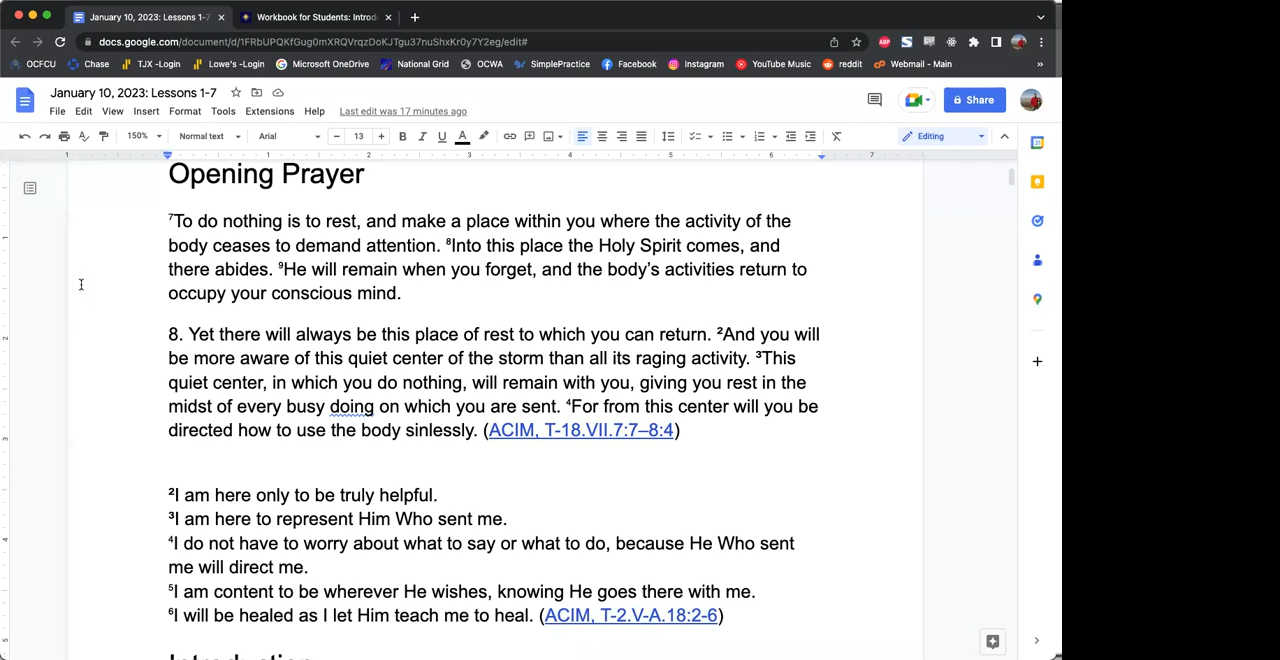 January 10, 2023: Lessons 1-7
Workbook for Students: Introd
docs.google.com/document/d/1FRbUPQKfGug0mXRQVrqzDoKJTgu37nuShxKr0y7Y2eg/edit#
OCFCU Chase TJX -Login Lowe's -Login Microsoft OneDrive National Grid OCWA SimplePractice Facebook Instagram YouTube Music reddit Webmail - Main »
January 10, 2023: Lessons 1-7
File Edit View Insert Format Tools Extensions Help Last edit was 17 minutes ago
Share
150% Normal text Arial 13 B I U A Editing
1 1 2 3 4 5 6 7
Opening Prayer
⁷To do nothing is to rest, and make a place within you where the activity of the
body ceases to demand attention. ⁸Into this place the Holy Spirit comes, and
there abides. ⁹He will remain when you forget, and the body's activities return to
occupy your conscious mind.
8. Yet there will always be this place of rest to which you can return. ²And you will
be more aware of this quiet center of the storm than all its raging activity. ³This
quiet center, in which you do nothing, will remain with you, giving you rest in the
midst of every busy doing on which you are sent. ⁴For from this center will you be
directed how to use the body sinlessly. (ACIM, T-18.VII.7:7–8:4)
²I am here only to be truly helpful.
³I am here to represent Him Who sent me.
⁴I do not have to worry about what to say or what to do, because He Who sent
me will direct me.
⁵I am content to be wherever He wishes, knowing He goes there with me.
⁶I will be healed as I let Him teach me to heal. (ACIM, T-2.V-A.18:2-6)
Introduction